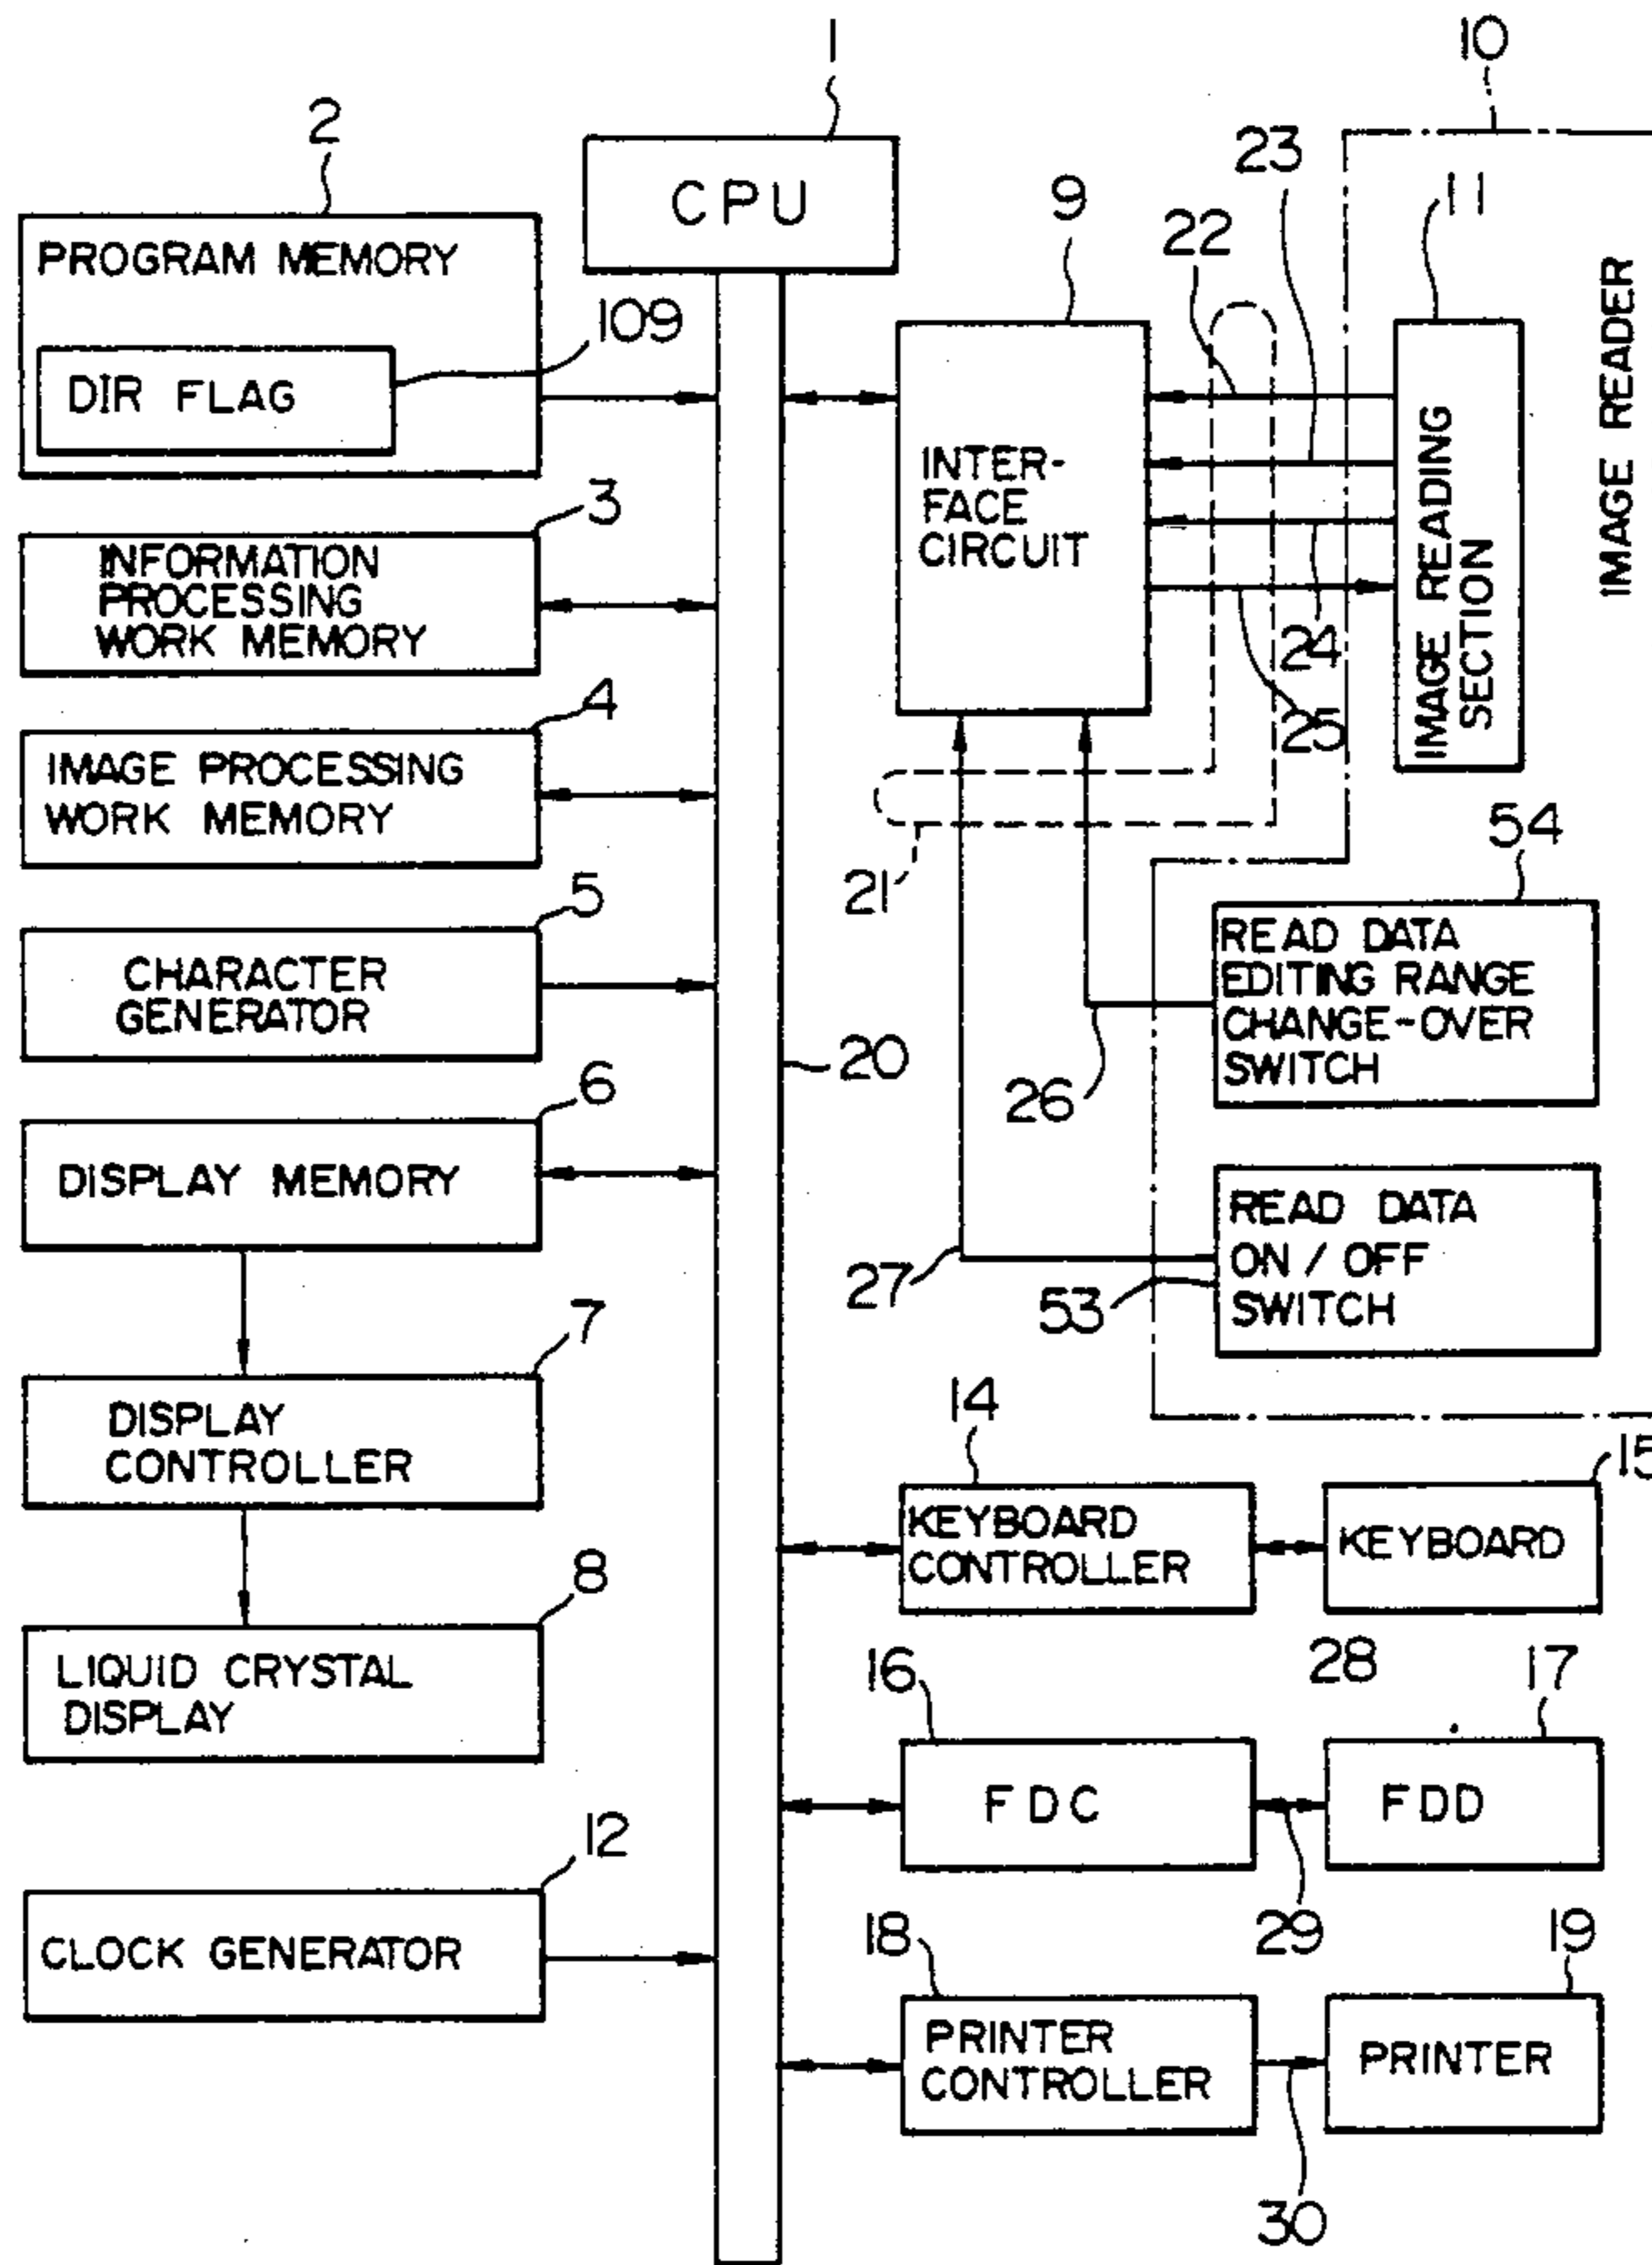 1
CPU
2
PROGRAM MEMORY
109
DIR FLAG
3
INFORMATION
PROCESSING
WORK MEMORY
4
IMAGE PROCESSING
WORK MEMORY
5
CHARACTER
GENERATOR
6
DISPLAY MEMORY
7
DISPLAY
CONTROLLER
8
LIQUID CRYSTAL
DISPLAY
12
CLOCK GENERATOR
20
9
INTER-
FACE
CIRCUIT
22
23
24
25
21
10
IMAGE READER
11
IMAGE READING
SECTION
54
READ DATA
EDITING RANGE
CHANGE-OVER
SWITCH
26
27
53
READ DATA
ON / OFF
SWITCH
14
KEYBOARD
CONTROLLER
15
KEYBOARD
28
16
FDC
17
FDD
29
18
PRINTER
CONTROLLER
19
PRINTER
30